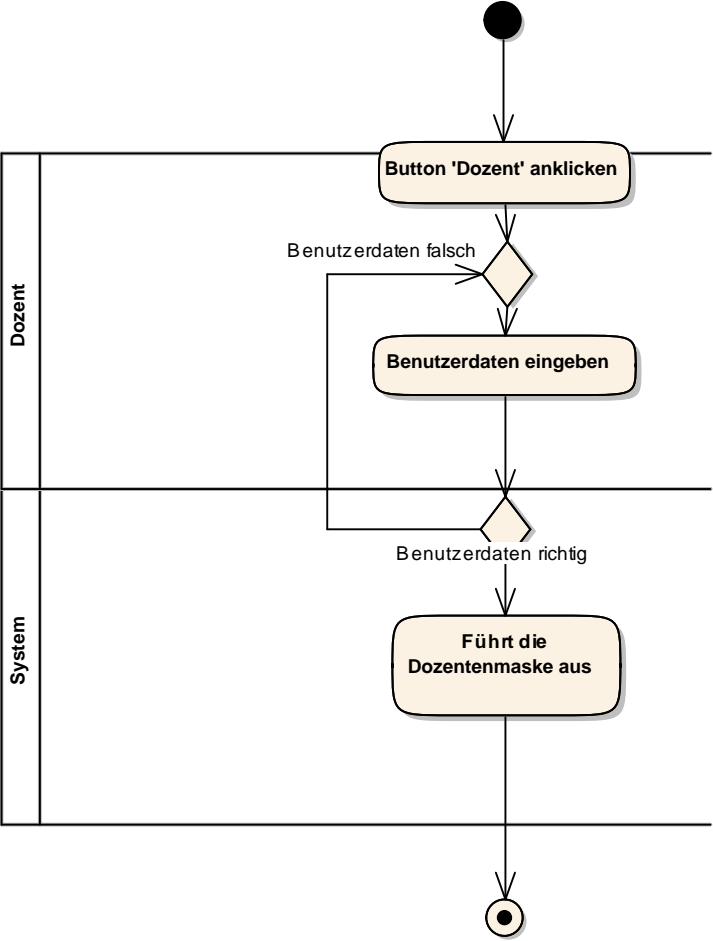 Button 'Dozent' anklicken
Benutzerdaten falsch
Dozent
Benutzerdaten eingeben
Benutzerdaten richtig
System
Führt die
Dozentenmaske aus